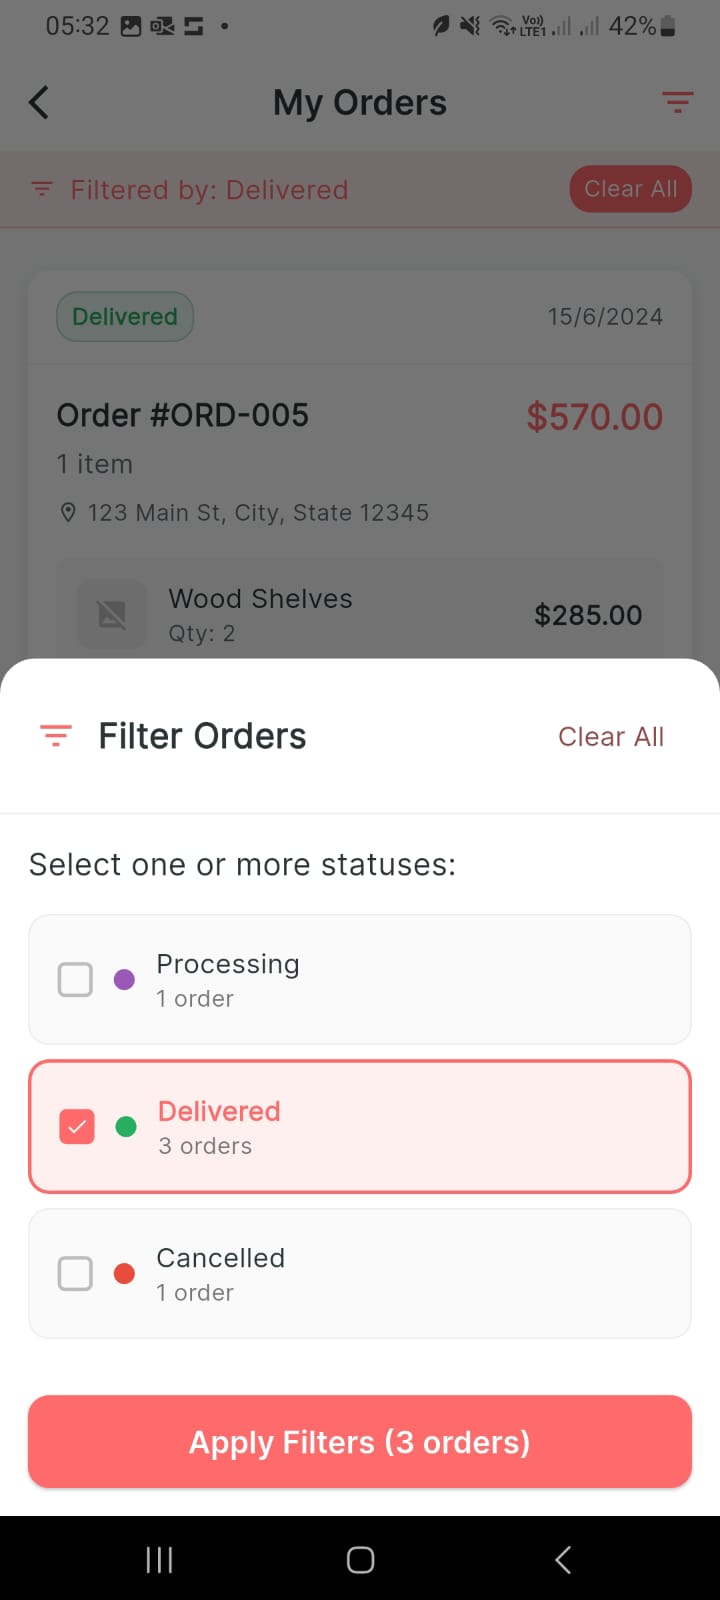 05:32
Vo)) LTE1 42%
My Orders
Filtered by: Delivered
Clear All
Delivered
15/6/2024
Order #ORD-005
$570.00
1 item
123 Main St, City, State 12345
Wood Shelves
Qty: 2
$285.00
Filter Orders
Clear All
Select one or more statuses:
Processing
1 order
Delivered
3 orders
Cancelled
1 order
Apply Filters (3 orders)